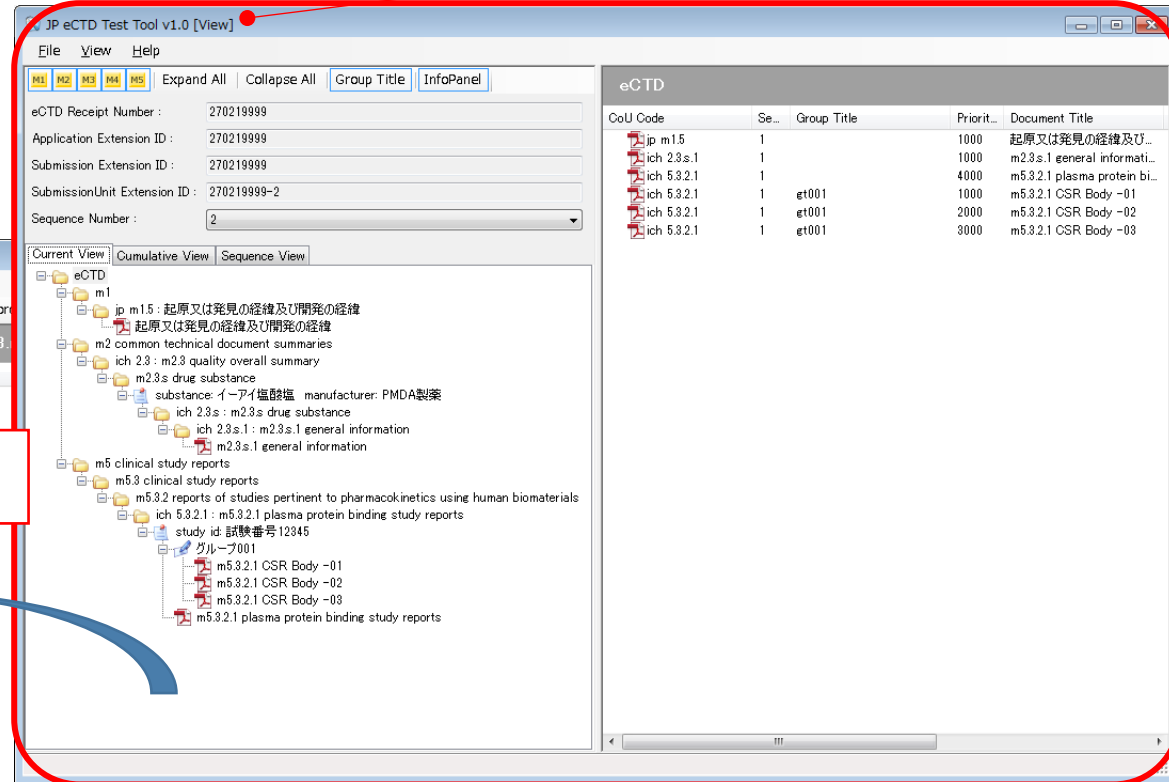 JP eCTD Test Tool v1.0 [View]
File View Help
M1 M2 M3 M4 M5 Expand All Collapse All Group Title InfoPanel
eCTD Receipt Number : 270219999
Application Extension ID : 270219999
Submission Extension ID : 270219999
SubmissionUnit Extension ID : 270219999-2
Sequence Number : 2
Current View Cumulative View Sequence View
eCTD
m1
jp m1.5 : 起原又は発見の経緯及び開発の経緯
起原又は発見の経緯及び開発の経緯
m2 common technical document summaries
ich 2.3 : m2.3 quality overall summary
m2.3.s drug substance
substance: イーアイ塩酸塩 manufacturer: PMDA製薬
ich 2.3.s : m2.3.s drug substance
ich 2.3.s.1 : m2.3.s.1 general information
m2.3.s.1 general information
m5 clinical study reports
m5.3 clinical study reports
m5.3.2 reports of studies pertinent to pharmacokinetics using human biomaterials
ich 5.3.2.1 : m5.3.2.1 plasma protein binding study reports
study id: 試験番号12345
グループ001
m5.3.2.1 CSR Body -01
m5.3.2.1 CSR Body -02
m5.3.2.1 CSR Body -03
m5.3.2.1 plasma protein binding study reports
eCTD
CoU Code Se... Group Title Priorit... Document Title
jp m1.5 1 1000 起原又は発見の経緯及び...
ich 2.3.s.1 1 1000 m2.3.s.1 general informati...
ich 5.3.2.1 1 4000 m5.3.2.1 plasma protein bi...
ich 5.3.2.1 1 gt001 1000 m5.3.2.1 CSR Body -01
ich 5.3.2.1 1 gt001 2000 m5.3.2.1 CSR Body -02
ich 5.3.2.1 1 gt001 3000 m5.3.2.1 CSR Body -03